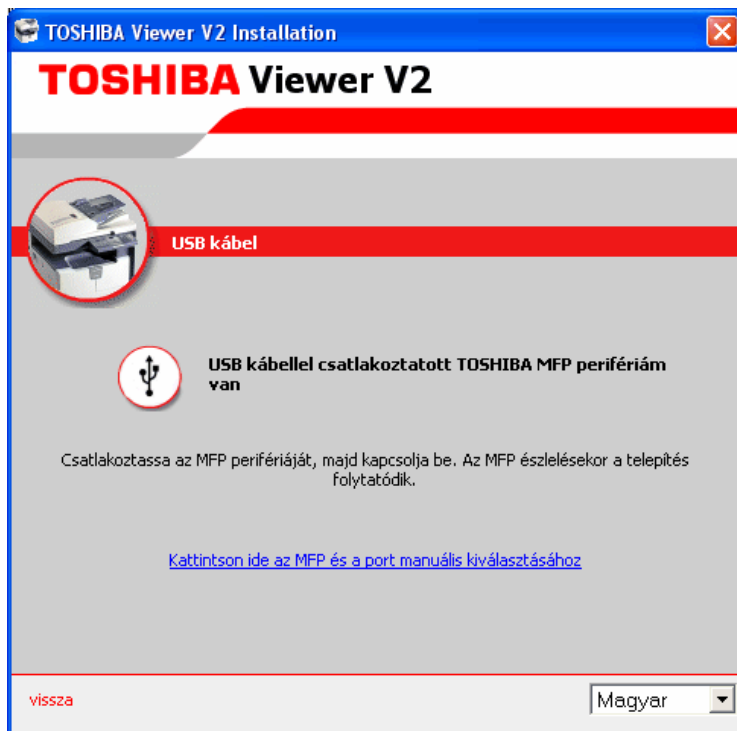 TOSHIBA Viewer V2 Installation
TOSHIBA Viewer V2
USB kábel
USB kábellel csatlakoztatott TOSHIBA MFP perifériám
van
Csatlakoztassa az MFP perifériáját, majd kapcsolja be. Az MFP észlelésekor a telepítés
folytatódik.
Kattintson ide az MFP és a port manuális kiválasztásához
vissza
Magyar